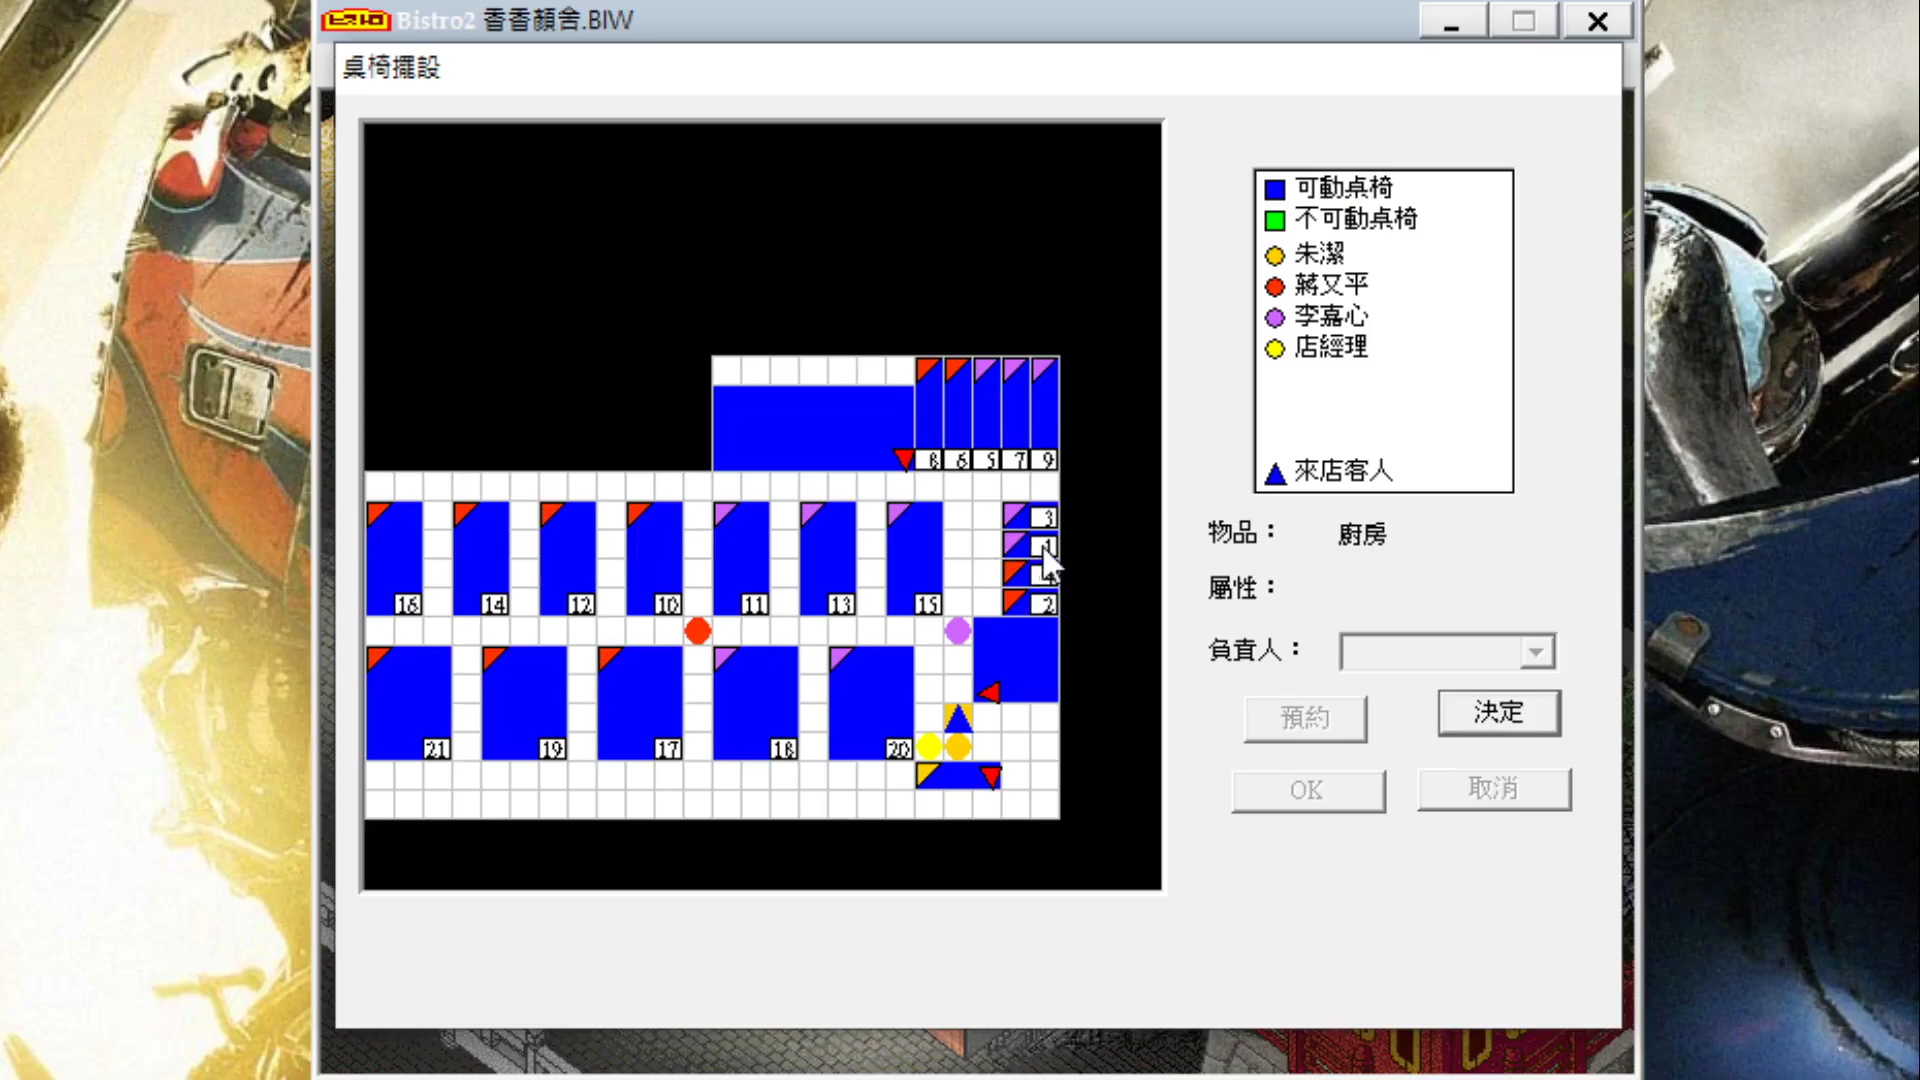 Bistro2 香香顏舍.BIW
桌椅擺設
可動桌椅
不可動桌椅
朱潔
蔣又平
李嘉心
店經理
來店客人
物品： 廚房
屬性：
負責人：
預約 決定
OK 取消
8 6 5 7 9
3
1
4
16 14 12 10 11 13 15 2
21 19 17 18 20